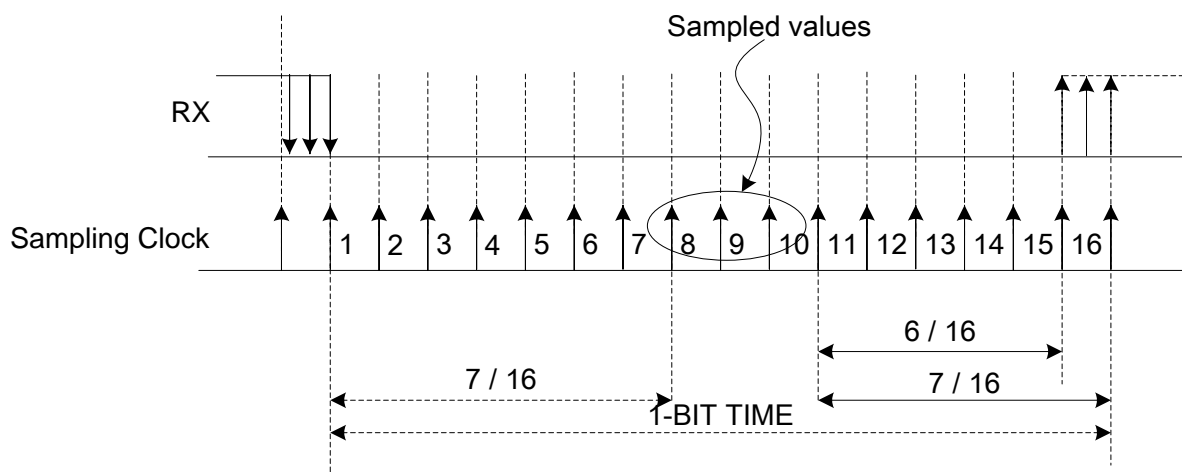 Sampled values
RX
Sampling Clock
1 2 3 4 5 6 7 8 9 10 11 12 13 14 15 16
6 / 16
7 / 16
7 / 16
1-BIT TIME